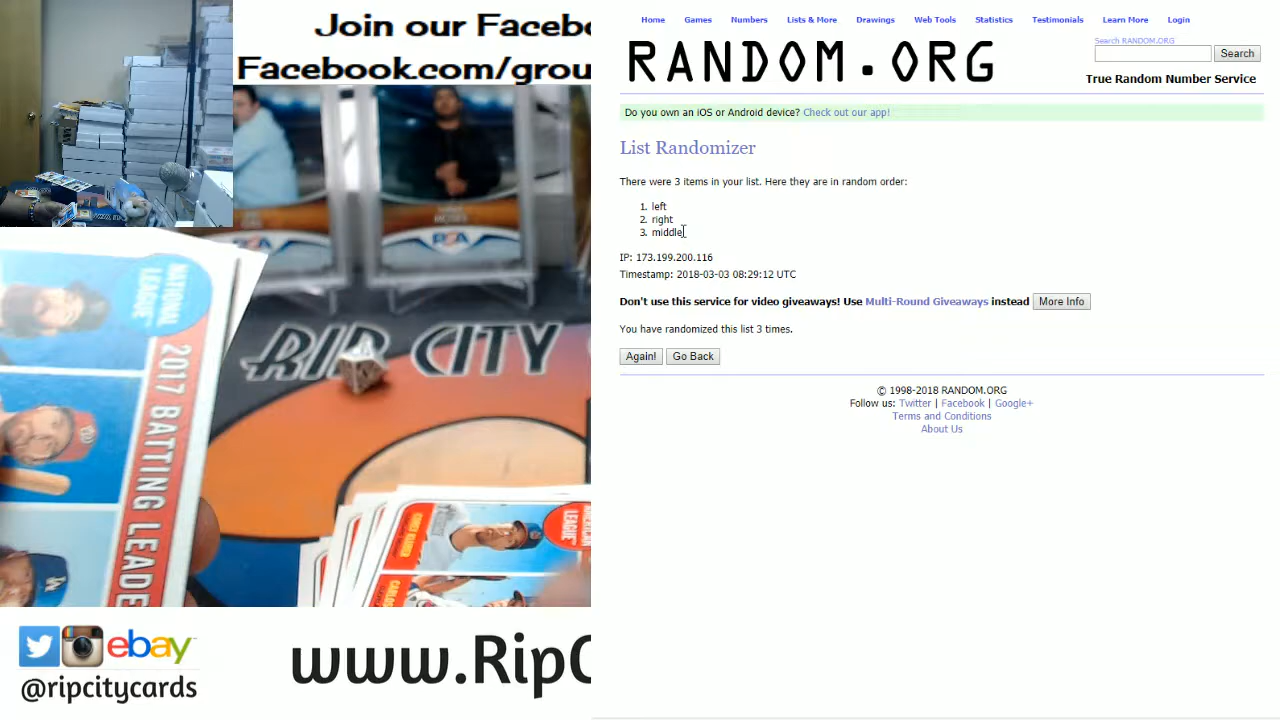 Join our Facebo
Facebook.com/grou
NATIONAL
LEAGUE
2017 BATTING LEADE
RIP CITY
LEAGUE
CARLOS
ebay
@ripcitycards
www.RipC
Home Games Numbers Lists & More Drawings Web Tools Statistics Testimonials Learn More Login
RANDOM.ORG
Search RANDOM.ORG
Search
True Random Number Service
Do you own an iOS or Android device? Check out our app!
List Randomizer
There were 3 items in your list. Here they are in random order:
1. left
2. right
3. middle
IP: 173.199.200.116
Timestamp: 2018-03-03 08:29:12 UTC
Don't use this service for video giveaways! Use Multi-Round Giveaways instead More Info
You have randomized this list 3 times.
Again! Go Back
© 1998-2018 RANDOM.ORG
Follow us: Twitter | Facebook | Google+
Terms and Conditions
About Us